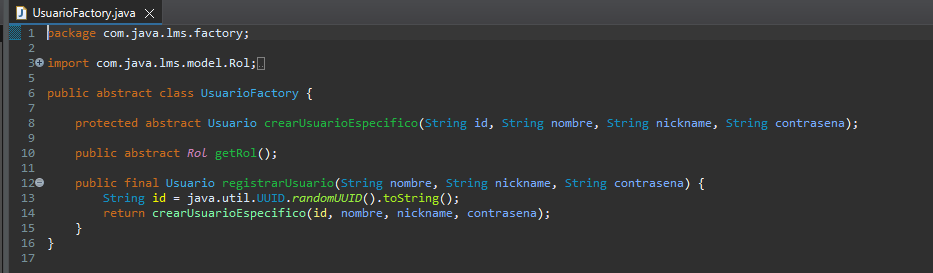 UsuarioFactory.java
1 package com.java.lms.factory;
2
3 import com.java.lms.model.Rol;
5
6 public abstract class UsuarioFactory {
7
8     protected abstract Usuario crearUsuarioEspecifico(String id, String nombre, String nickname, String contrasena);
9
10     public abstract Rol getRol();
11
12     public final Usuario registrarUsuario(String nombre, String nickname, String contrasena) {
13         String id = java.util.UUID.randomUUID().toString();
14         return crearUsuarioEspecifico(id, nombre, nickname, contrasena);
15     }
16 }
17